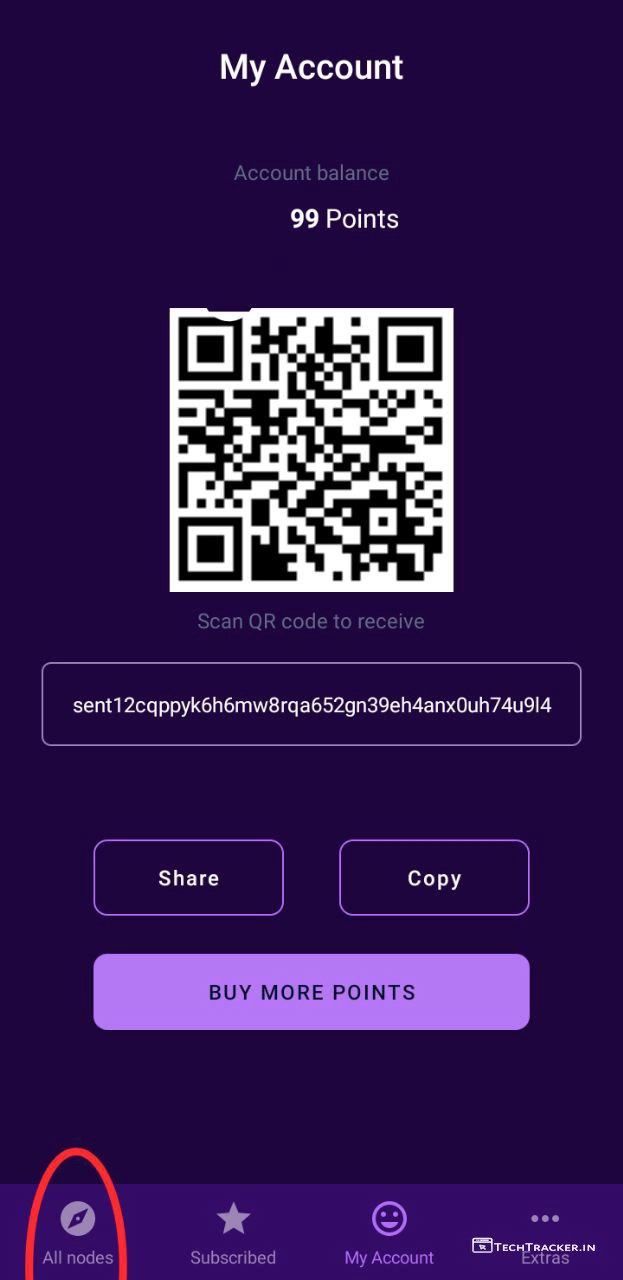 My Account
Account balance
99 Points
Scan QR code to receive
sent12cqppyk6h6mw8rqa652gn39eh4anx0uh74u9l4
Share
Copy
BUY MORE POINTS
All nodes
Subscribed
My Account
Extras
TECHTRACKER.IN